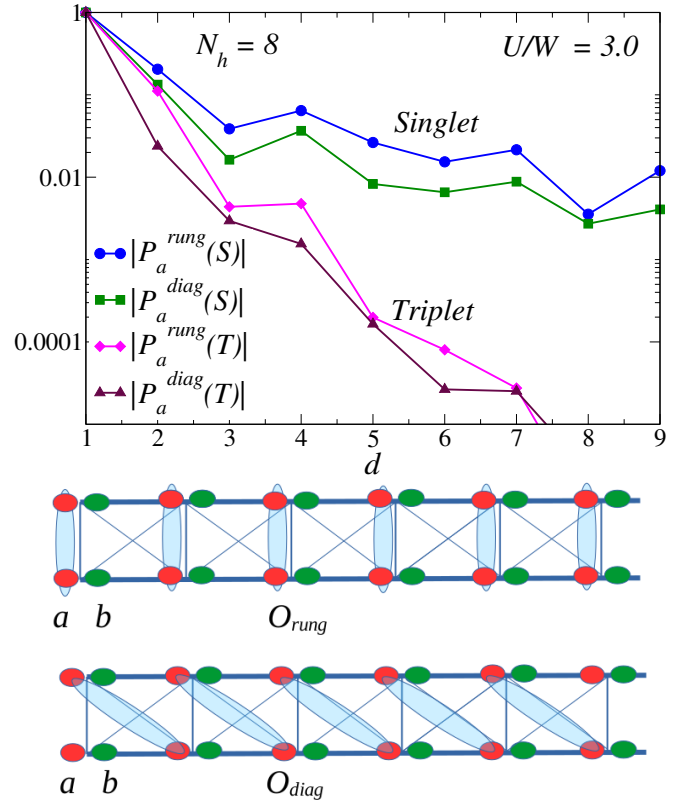 1
N_h = 8 U/W = 3.0
Singlet
0.01
|P_a^rung(S)|
|P_a^diag(S)|
|P_a^rung(T)|
Triplet
0.0001
|P_a^diag(T)|
1 2 3 4 5 6 7 8 9
d
a b O_rung
a b O_diag